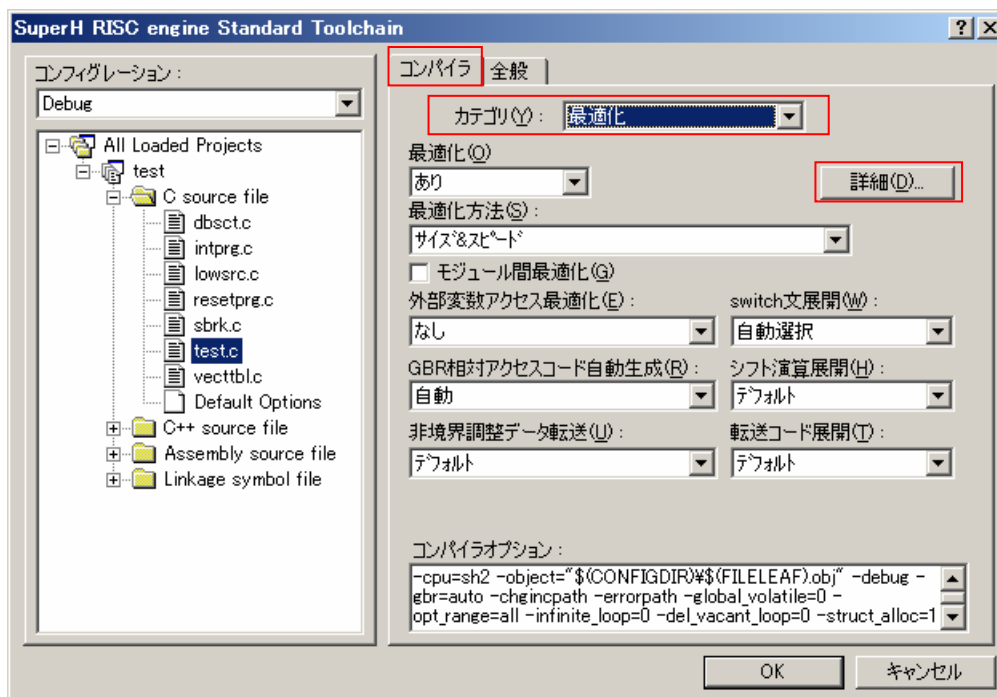 SuperH RISC engine Standard Toolchain
コンフィグレーション :
Debug
All Loaded Projects
test
C source file
dbsct.c
intprg.c
lowsrc.c
resetprg.c
sbrk.c
test.c
vecttbl.c
Default Options
C++ source file
Assembly source file
Linkage symbol file
コンパイラ 全般
カテゴリ(Y) : 最適化
最適化(O)
あり
詳細(D)...
最適化方法(S) :
サイズ&スピード
モジュール間最適化(G)
外部変数アクセス最適化(E) : switch文展開(W) :
なし 自動選択
GBR相対アクセスコード自動生成(R) : シフト演算展開(H) :
自動 デフォルト
非境界調整データ転送(U) : 転送コード展開(T) :
デフォルト デフォルト
コンパイラオプション :
-cpu=sh2 -object="$(CONFIGDIR)¥$(FILELEAF).obj" -debug -
gbr=auto -chgincpath -errorpath -global_volatile=0 -
opt_range=all -infinite_loop=0 -del_vacant_loop=0 -struct_alloc=1
OK キャンセル